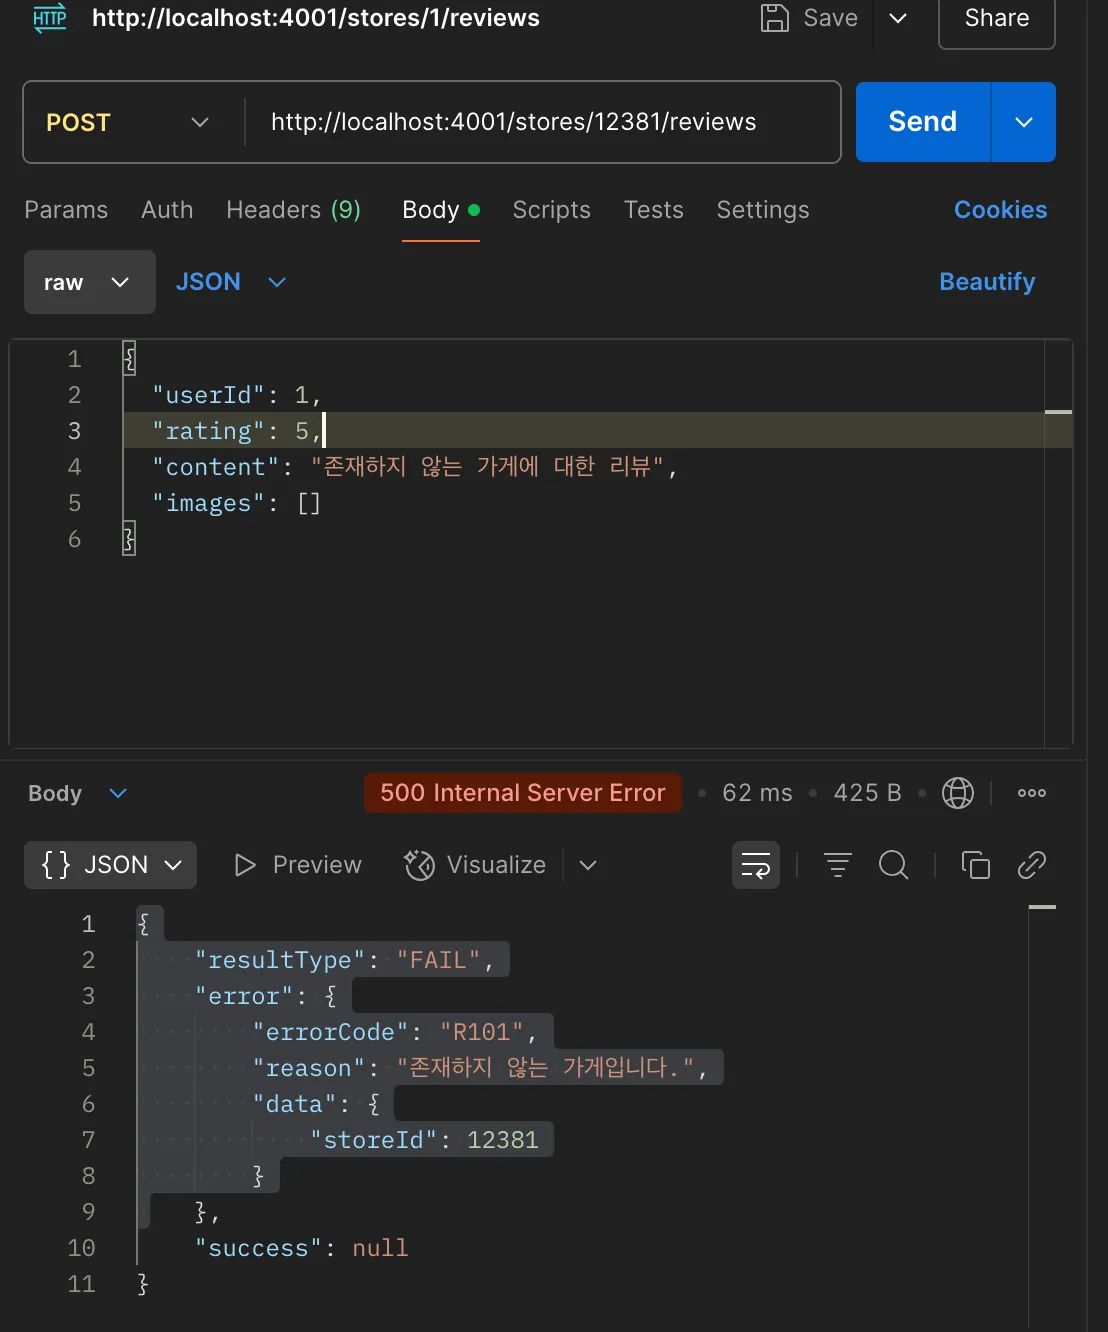 HTTP http://localhost:4001/stores/1/reviews Save Share
POST http://localhost:4001/stores/12381/reviews Send
Params Auth Headers (9) Body Scripts Tests Settings Cookies
raw JSON Beautify
1 {
2 "userId": 1,
3 "rating": 5,
4 "content": "존재하지 않는 가게에 대한 리뷰",
5 "images": []
6 }
Body 500 Internal Server Error • 62 ms • 425 B •
{} JSON Preview Visualize
1 {
2 "resultType": "FAIL",
3 "error": {
4 "errorCode": "R101",
5 "reason": "존재하지 않는 가게입니다.",
6 "data": {
7 "storeId": 12381
8 }
9 },
10 "success": null
11 }